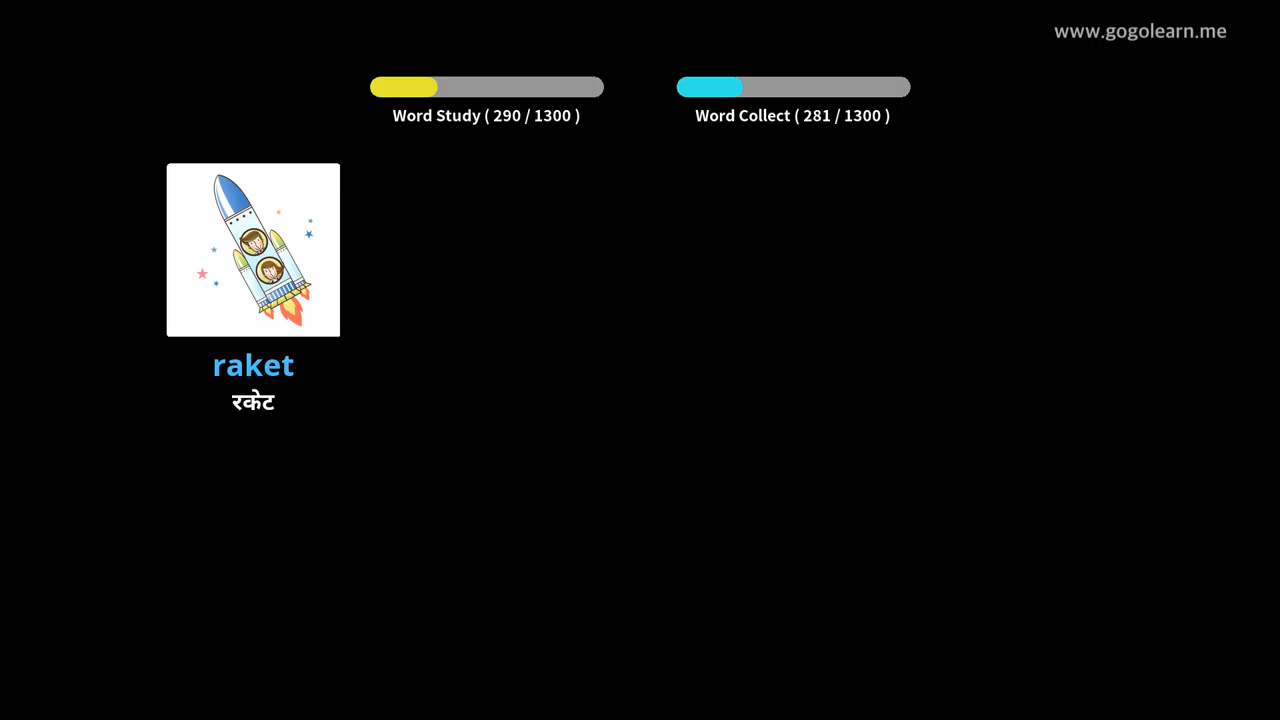 www.gogolearn.me
Word Study ( 290 / 1300 )
Word Collect ( 281 / 1300 )
raket
रकेट